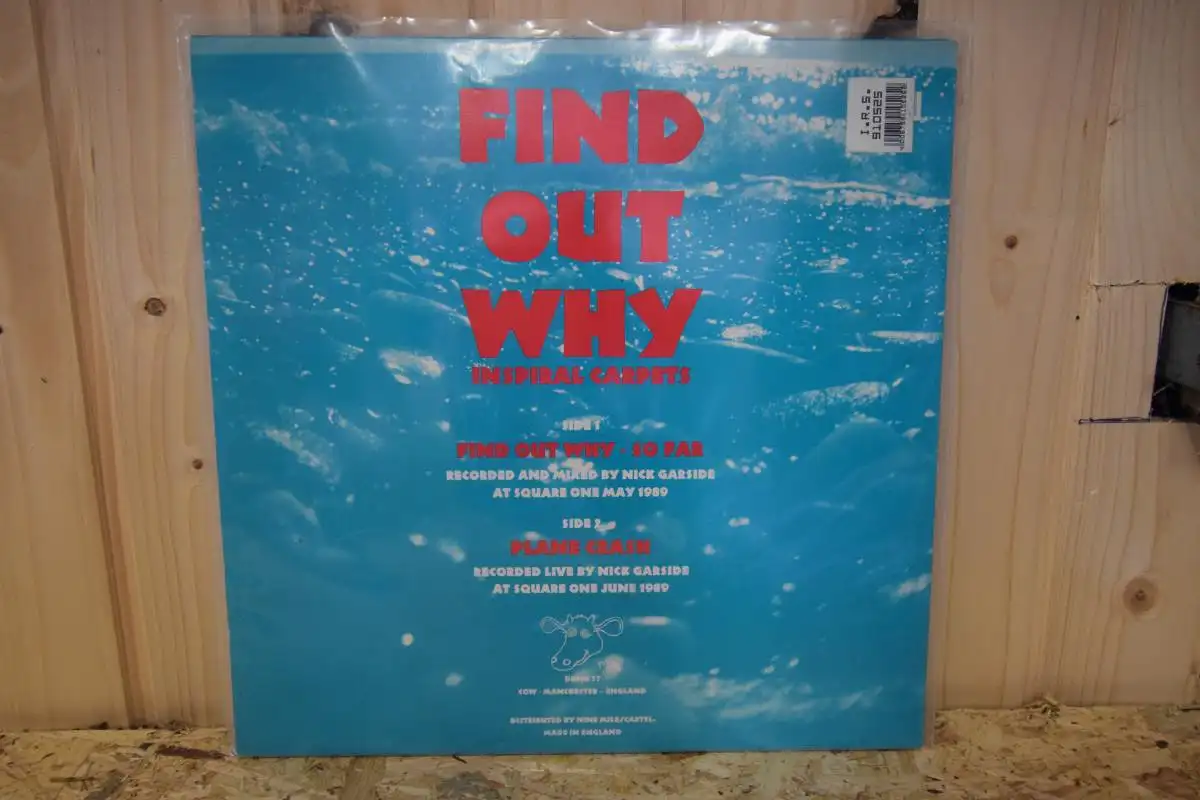 FIND
OUT
WHY
INSPIRAL CARPETS
SIDE 1
FIND OUT WHY - SO FAR
RECORDED AND MIXED BY NICK GARSIDE
AT SQUARE ONE MAY 1989
SIDE 2
PLANE CRASH
RECORDED LIVE BY NICK GARSIDE
AT SQUARE ONE JUNE 1989
COW - MANCHESTER - ENGLAND
DISTRIBUTED BY NINE MILE/CARTEL.
MADE IN ENGLAND
I.R.S.
910525